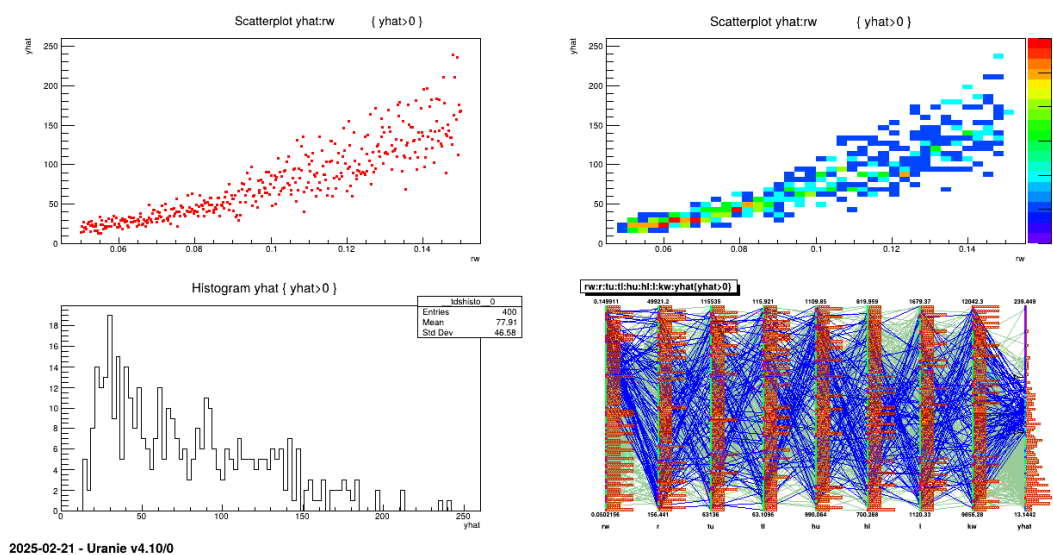 Scatterplot yhat:rw { yhat>0 }
yhat
250
200
150
100
50
0
0.06 0.08 0.1 0.12 0.14
rw
Scatterplot yhat:rw { yhat>0 }
yhat
250
200
150
100
50
0
0.06 0.08 0.1 0.12 0.14
rw
Histogram yhat { yhat>0 }
__tdshisto__0
Entries 400
Mean 77.91
Std Dev 46.58
18
16
14
12
10
8
6
4
2
0
0 50 100 150 200 250
yhat
rw:r:tu:tl:hu:hl:l:kw:yhat{yhat>0}
0.149911 49921.2 115535 115.921 1109.85 819.959 1679.37 12042.3 239.449
0.0502156 156.441 63136 63.1096 990.064 700.268 1120.33 9856.28 13.1442
rw r tu tl hu hl l kw yhat
2025-02-21 - Uranie v4.10/0